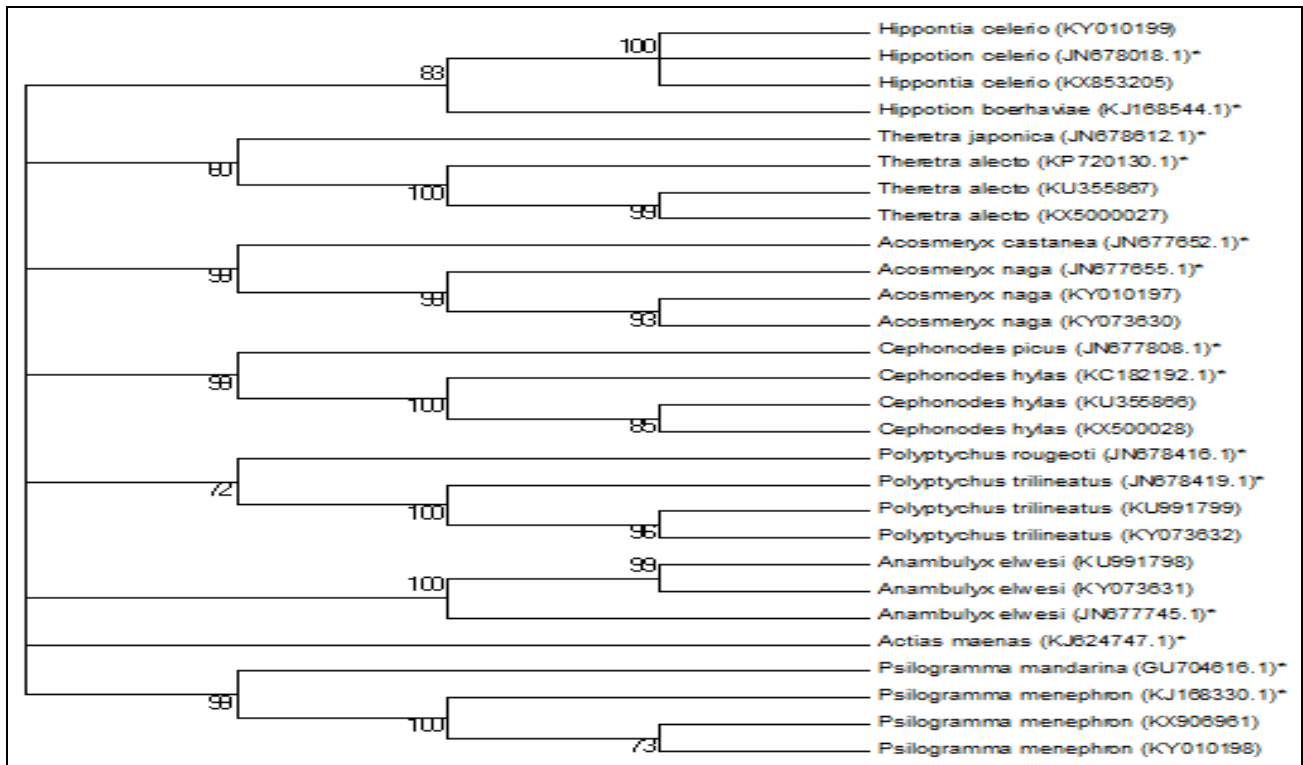 Hippontia celerio (KY010199)
100
Hippotion celerio (JN678018.1)*
83
Hippontia celerio (KX853205)
Hippotion boerhaviae (KJ168544.1)*
Theretra japonica (JN678612.1)*
80
Theretra alecto (KP720130.1)*
100
Theretra alecto (KU355867)
99
Theretra alecto (KX5000027)
Acosmeryx castanea (JN677652.1)*
99
Acosmeryx naga (JN677655.1)*
99
Acosmeryx naga (KY010197)
93
Acosmeryx naga (KY073630)
Cephonodes picus (JN677808.1)*
99
Cephonodes hylas (KC182192.1)*
100
Cephonodes hylas (KU355866)
85
Cephonodes hylas (KX500028)
Polyptychus rougeoti (JN678416.1)*
72
Polyptychus trilineatus (JN678419.1)*
100
Polyptychus trilineatus (KU991799)
96
Polyptychus trilineatus (KY073632)
99
Anambulyx elwesi (KU991798)
100
Anambulyx elwesi (KY073631)
Anambulyx elwesi (JN677745.1)*
Actias maenas (KJ624747.1)*
Psilogramma mandarina (GU704616.1)*
99
Psilogramma menephron (KJ168330.1)*
100
Psilogramma menephron (KX906961)
73
Psilogramma menephron (KY010198)